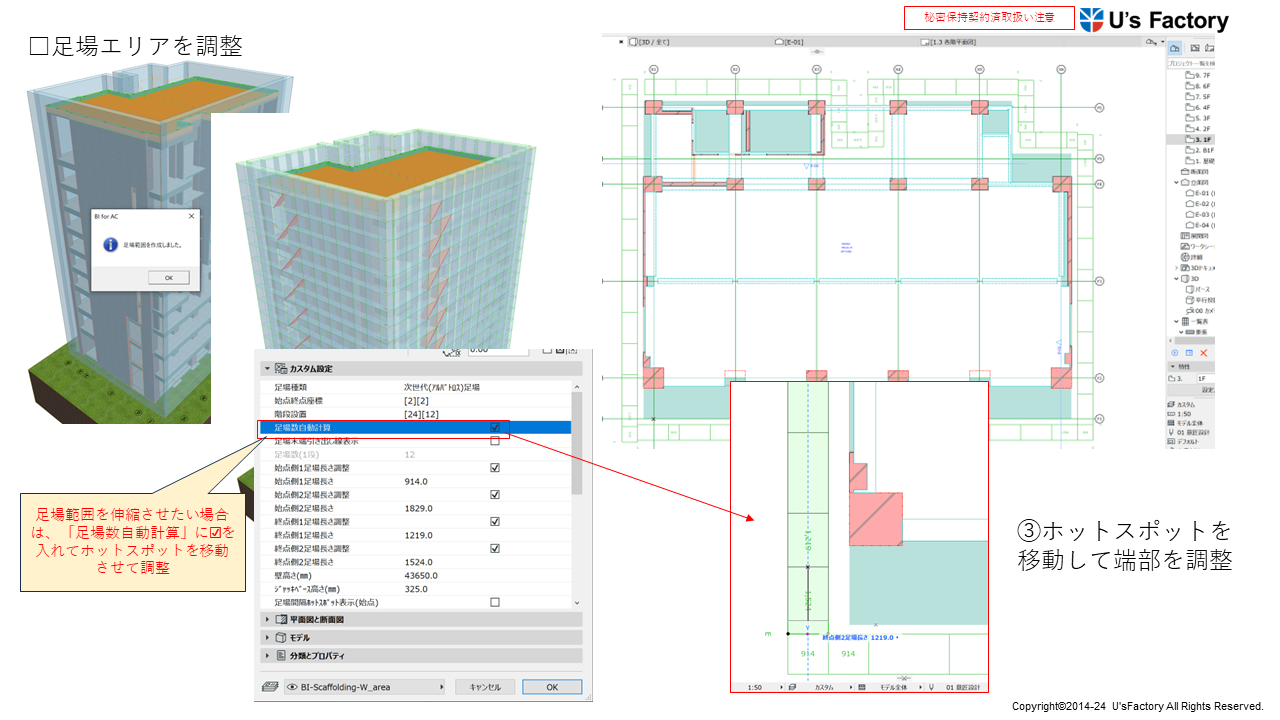 秘密保持契約済取扱い注意
U's Factory
□足場エリアを調整
BI for AC
足場範囲を作成しました。
OK
[3D / 全て]
[E-01]
[1.3 各階平面図]
9. 7F
8. 6F
7. 5F
6. 4F
5. 3F
4. 2F
3. 1F
2. B1F
1. 基礎
断面図
立面図
E-01 (
E-02 (
E-03 (
E-04 (
展開図
ワークシー
詳細
3Dドキュメ
3D
パース
平行投
00 カメ
一覧表
要素
特性
3.
1F
設定
カスタム
1:50
モデル全体
01 意匠設計
デフォルト
0.00
カスタム設定
足場種類 次世代(ｱﾙﾊﾞﾄﾛｽ)足場
始点終点座標 [2][2]
階段設置 [24][12]
足場数自動計算
足場末端引き出し線表示
足場数(1段) 12
始点側1足場長さ調整
始点側1足場長さ 914.0
始点側2足場長さ調整
始点側2足場長さ 1829.0
終点側1足場長さ調整
終点側1足場長さ 1219.0
終点側2足場長さ調整
終点側2足場長さ 1524.0
壁高さ(㎜) 43650.0
ｼﾞｬｯｷﾍﾞｰｽ高さ(㎜) 325.0
足場間隔ﾎｯﾄｽﾎﾟｯﾄ表示(始点)
平面図と断面図
モデル
分類とプロパティ
BI-Scaffolding-W_area
キャンセル
OK
足場範囲を伸縮させたい場合
は、「足場数自動計算」に☑を
入れてホットスポットを移動
させて調整
1,219
1,524
終点側2足場長さ 1219.0
914
914
1:50
カスタム
モデル全体
01 意匠設計
③ホットスポットを
移動して端部を調整
Copyright©2014-24 U'sFactory All Rights Reserved.